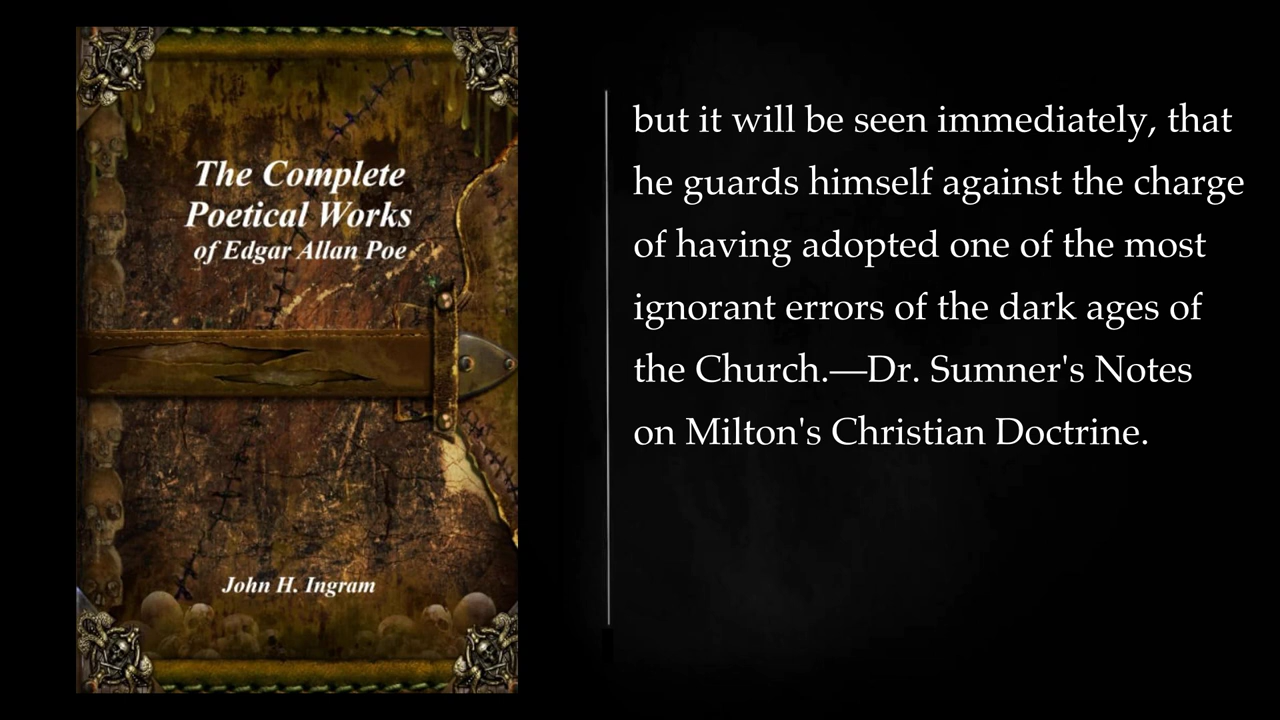 The Complete
Poetical Works
of Edgar Allan Poe
John H. Ingram
but it will be seen immediately, that
he guards himself against the charge
of having adopted one of the most
ignorant errors of the dark ages of
the Church.—Dr. Sumner's Notes
on Milton's Christian Doctrine.